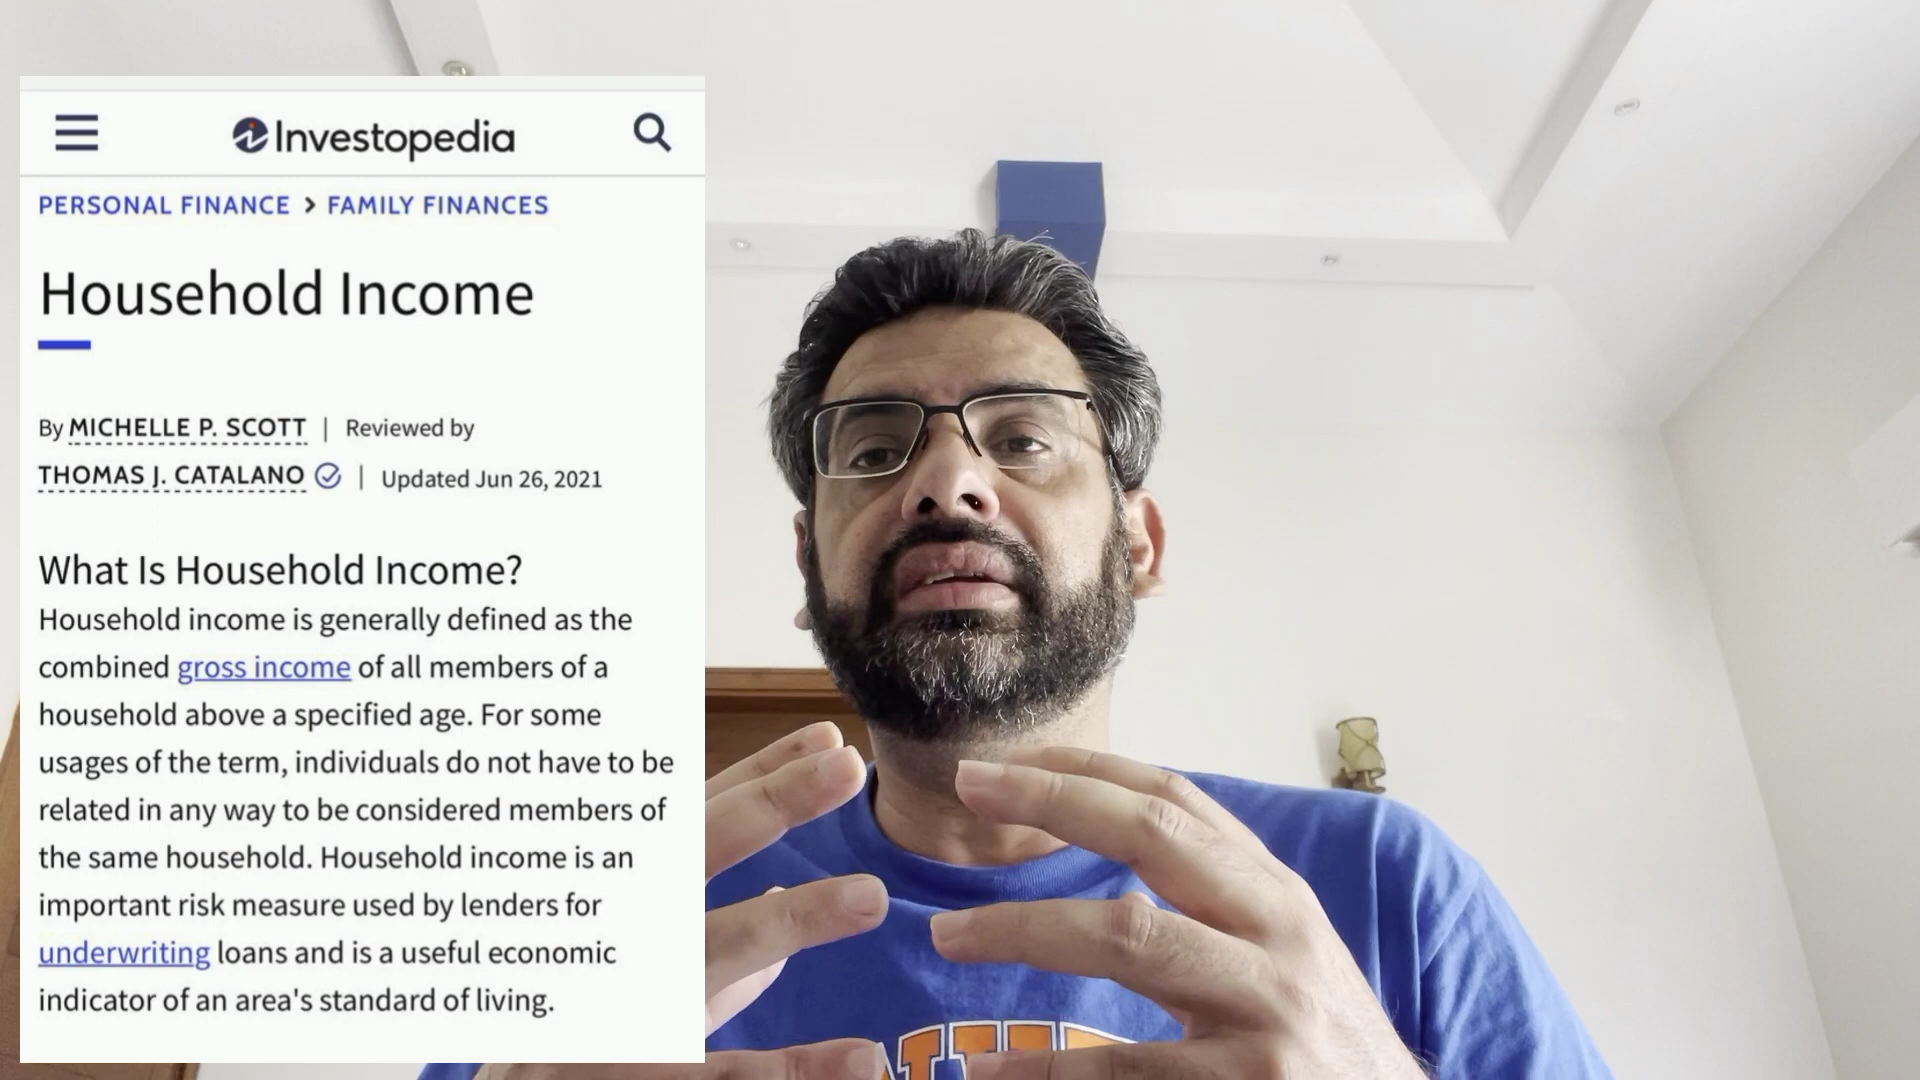 Investopedia
PERSONAL FINANCE > FAMILY FINANCES
Household Income
By MICHELLE P. SCOTT | Reviewed by
THOMAS J. CATALANO | Updated Jun 26, 2021
What Is Household Income?
Household income is generally defined as the
combined gross income of all members of a
household above a specified age. For some
usages of the term, individuals do not have to be
related in any way to be considered members of
the same household. Household income is an
important risk measure used by lenders for
underwriting loans and is a useful economic
indicator of an area's standard of living.